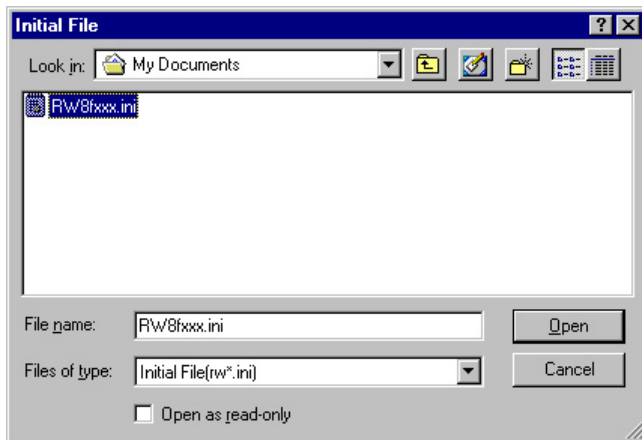 Initial File
Look in: My Documents
RW8fxxx.ini
File name: RW8fxxx.ini Open
Files of type: Initial File(rw*.ini) Cancel
Open as read-only